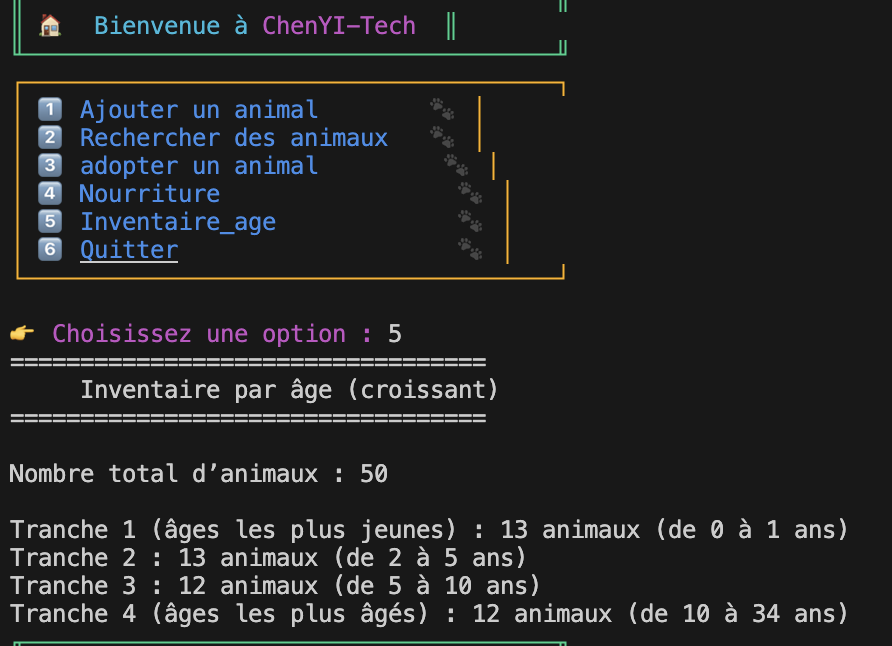 🏠 Bienvenue à ChenYI-Tech
1 Ajouter un animal
2 Rechercher des animaux
3 adopter un animal
4 Nourriture
5 Inventaire_age
6 Quitter
👉 Choisissez une option : 5
==================================
Inventaire par âge (croissant)
==================================
Nombre total d’animaux : 50
Tranche 1 (âges les plus jeunes) : 13 animaux (de 0 à 1 ans)
Tranche 2 : 13 animaux (de 2 à 5 ans)
Tranche 3 : 12 animaux (de 5 à 10 ans)
Tranche 4 (âges les plus âgés) : 12 animaux (de 10 à 34 ans)